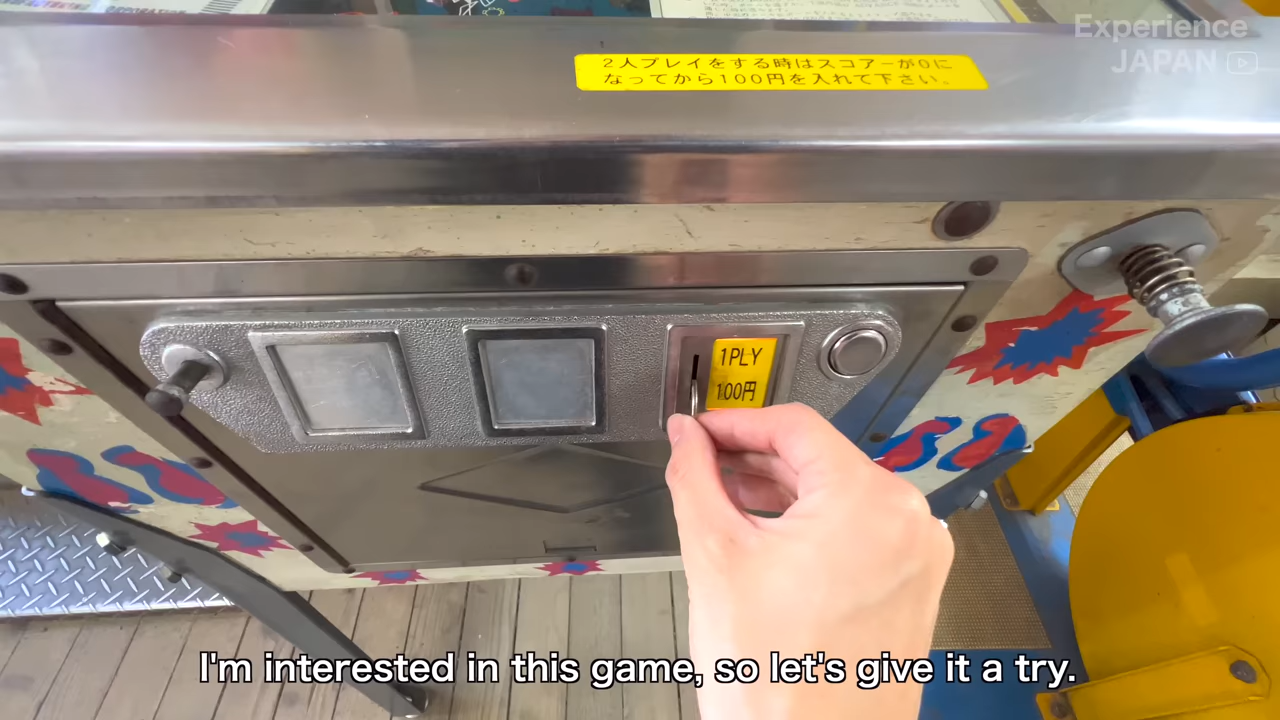 Experience
JAPAN
2人プレイをする時はスコアーが0に
なってから100円を入れて下さい。
1PLY
100円
I'm interested in this game, so let's give it a try.